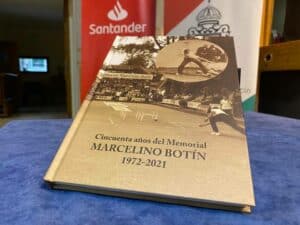 Santander
Cincuenta años del Memorial
MARCELINO BOTÍN
1972-2021